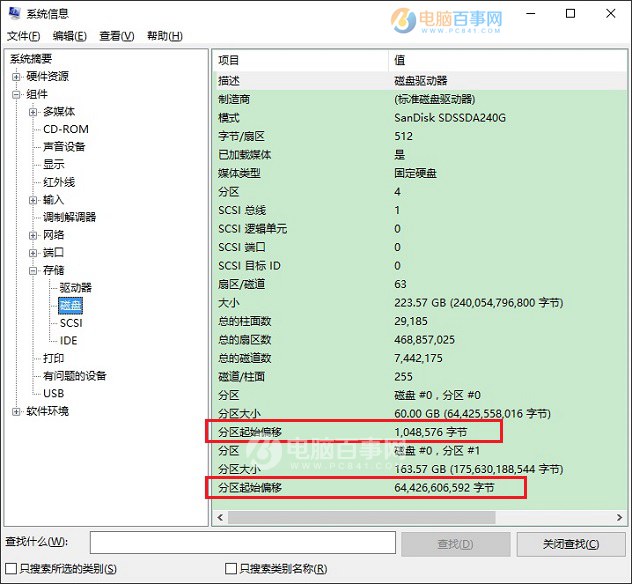 系统信息
电脑百事网
WWW.PC841.COM
文件(F) 编辑(E) 查看(V) 帮助(H)
系统摘要
硬件资源
组件
多媒体
CD-ROM
声音设备
显示
红外线
输入
调制解调器
网络
端口
存储
驱动器
磁盘
SCSI
IDE
打印
有问题的设备
USB
软件环境
项目 值
描述 磁盘驱动器
制造商 (标准磁盘驱动器)
模式 SanDisk SDSSDA240G
字节/扇区 512
已加载媒体 是
媒体类型 固定硬盘
分区 4
SCSI 总线 1
SCSI 逻辑单元 0
SCSI 端口 0
SCSI 目标 ID 0
扇区/磁道 63
大小 223.57 GB (240,054,796,800 字节)
总的柱面数 29,185
总的扇区数 468,857,025
总的磁道数 7,442,175
磁道/柱面 255
分区 磁盘 #0，分区 #0
分区大小 60.00 GB (64,425,558,016 字节)
分区起始偏移 1,048,576 字节
分区 磁盘 #0，分区 #1
分区大小 163.57 GB (175,630,188,544 字节)
分区起始偏移 64,426,606,592 字节
电脑百事网
WWW.PC841.COM
查找什么(W): 查找(D) 关闭查找(C)
只搜索所选的类别(S) 只搜索类别名称(R)